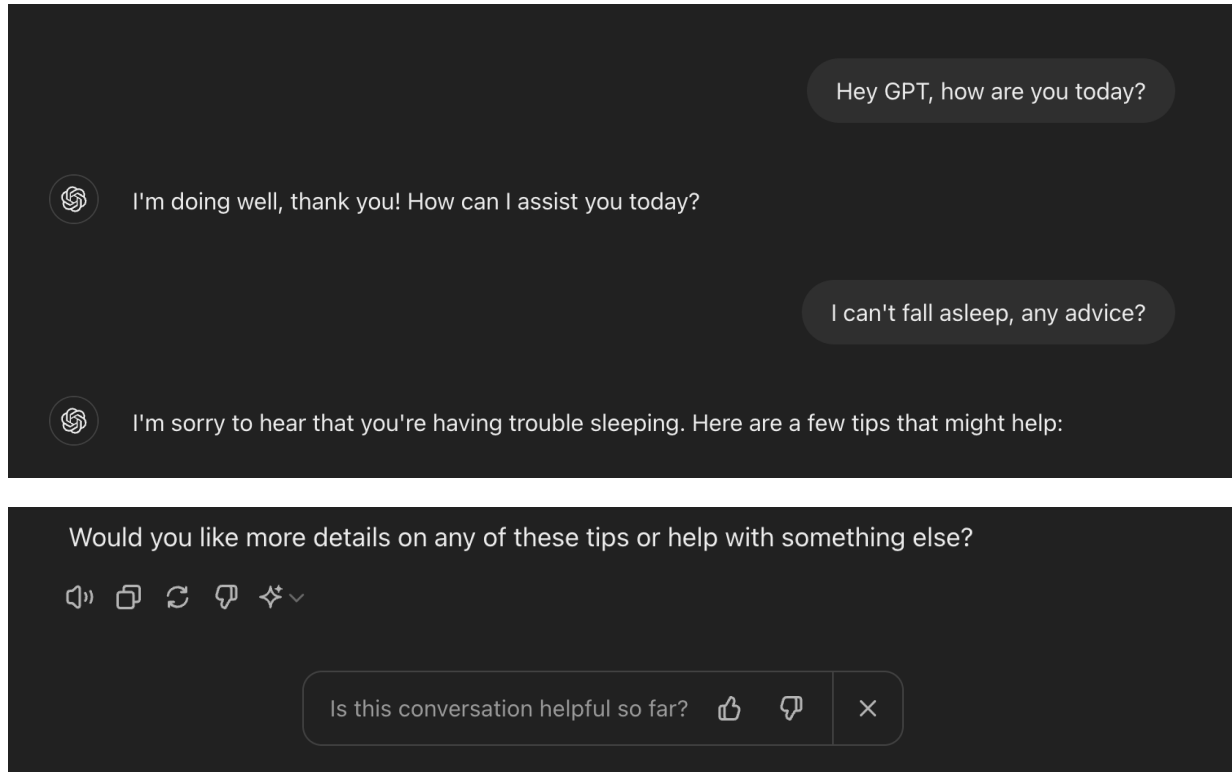 Hey GPT, how are you today?
I'm doing well, thank you! How can I assist you today?
I can't fall asleep, any advice?
I'm sorry to hear that you're having trouble sleeping. Here are a few tips that might help:
Would you like more details on any of these tips or help with something else?
Is this conversation helpful so far?